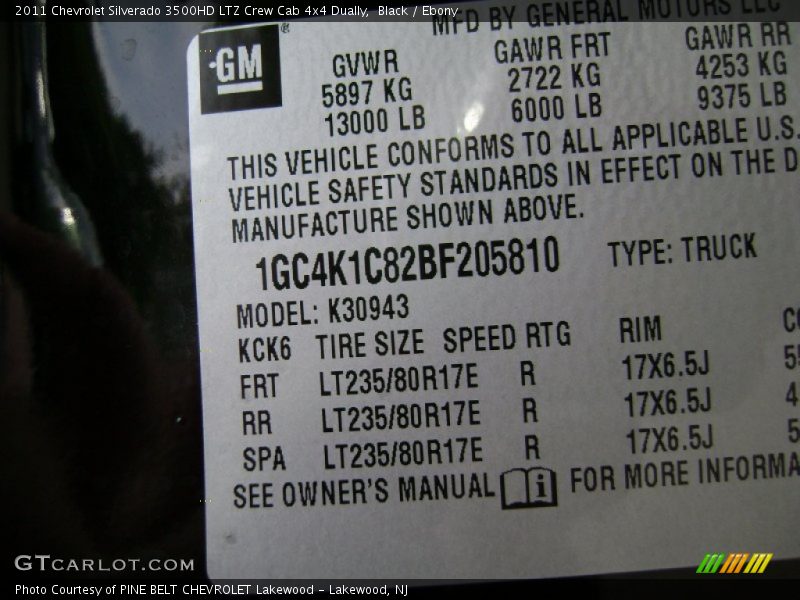 2011 Chevrolet Silverado 3500HD LTZ Crew Cab 4x4 Dually, Black / Ebony
MFD BY GENERAL MOTORS LLC
GM ®
GVWR GAWR FRT GAWR RR
5897 KG 2722 KG 4253 KG
13000 LB 6000 LB 9375 LB
THIS VEHICLE CONFORMS TO ALL APPLICABLE U.S.
VEHICLE SAFETY STANDARDS IN EFFECT ON THE D
MANUFACTURE SHOWN ABOVE.
1GC4K1C82BF205810 TYPE: TRUCK
MODEL: K30943
KCK6 TIRE SIZE SPEED RTG RIM
FRT LT235/80R17E R 17X6.5J
RR LT235/80R17E R 17X6.5J 4
SPA LT235/80R17E R 17X6.5J
SEE OWNER'S MANUAL i FOR MORE INFORMA
GTCARLOT.COM
Photo Courtesy of PINE BELT CHEVROLET Lakewood - Lakewood, NJ